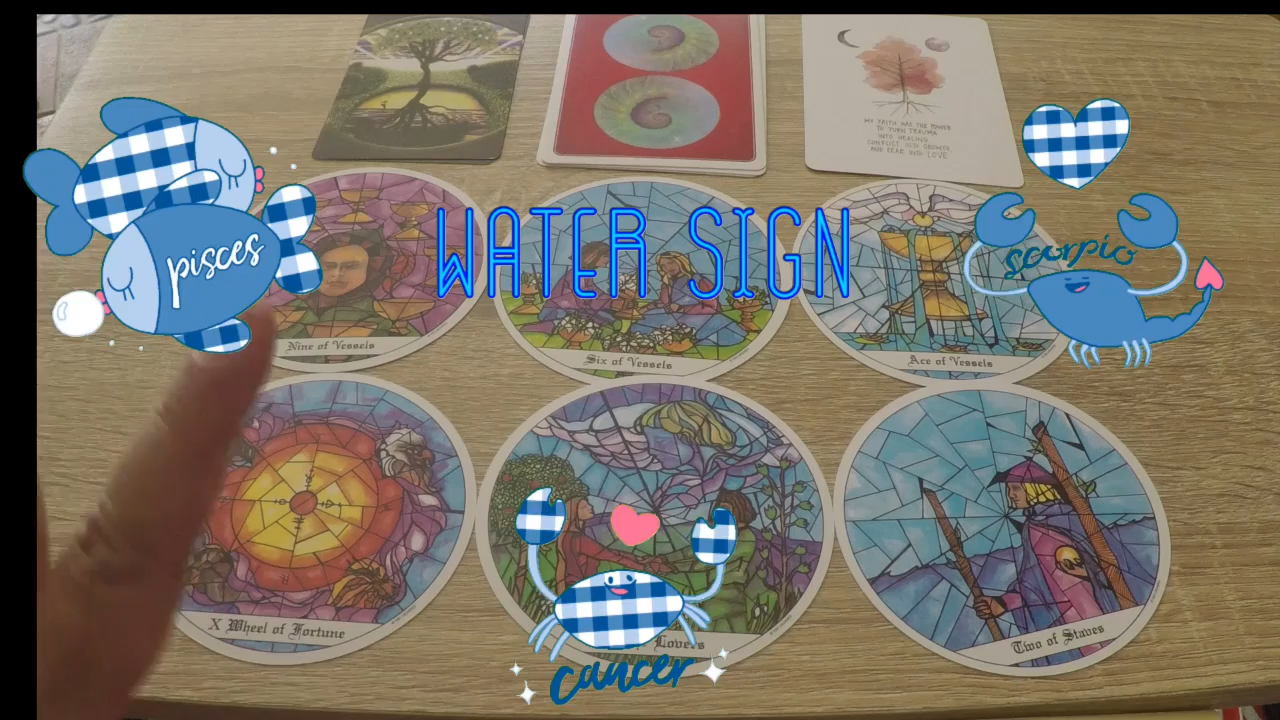 MY FAITH HAS THE POWER
TO TURN TRAUMA
INTO HEALING
CONFLICT INTO GROWTH
AND FEAR INTO LOVE
WATER SIGN
pisces
scorpio
Nine of Vessels
Six of Vessels
Ace of Vessels
X Wheel of Fortune
Lovers
Two of Staves
cancer